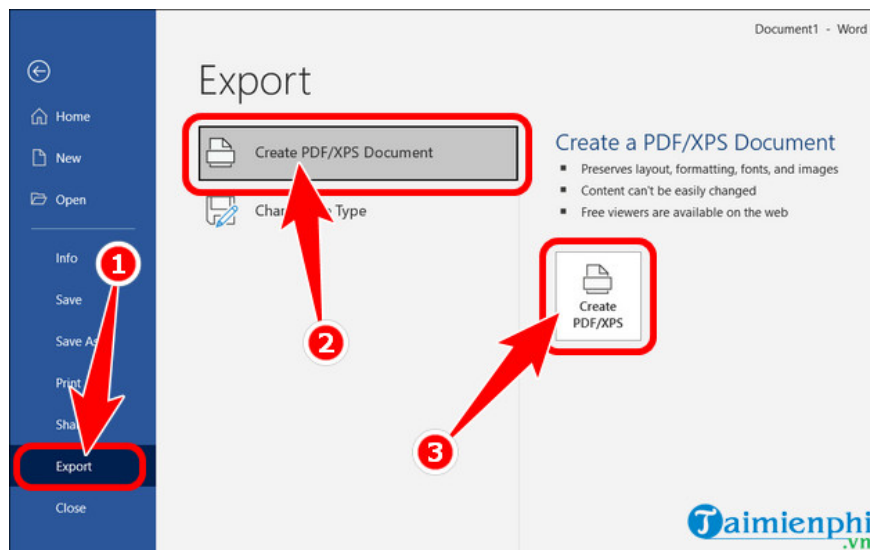 Document1 - Word
Export
Home
New
Open
Info
Save
Save As
Print
Export
Close
Create PDF/XPS Document
Type
Create a PDF/XPS Document
Preserves layout, formatting, fonts, and images
Content can't be easily changed
Free viewers are available on the web
Create
PDF/XPS
1
2
3
Taimienphi
.vn